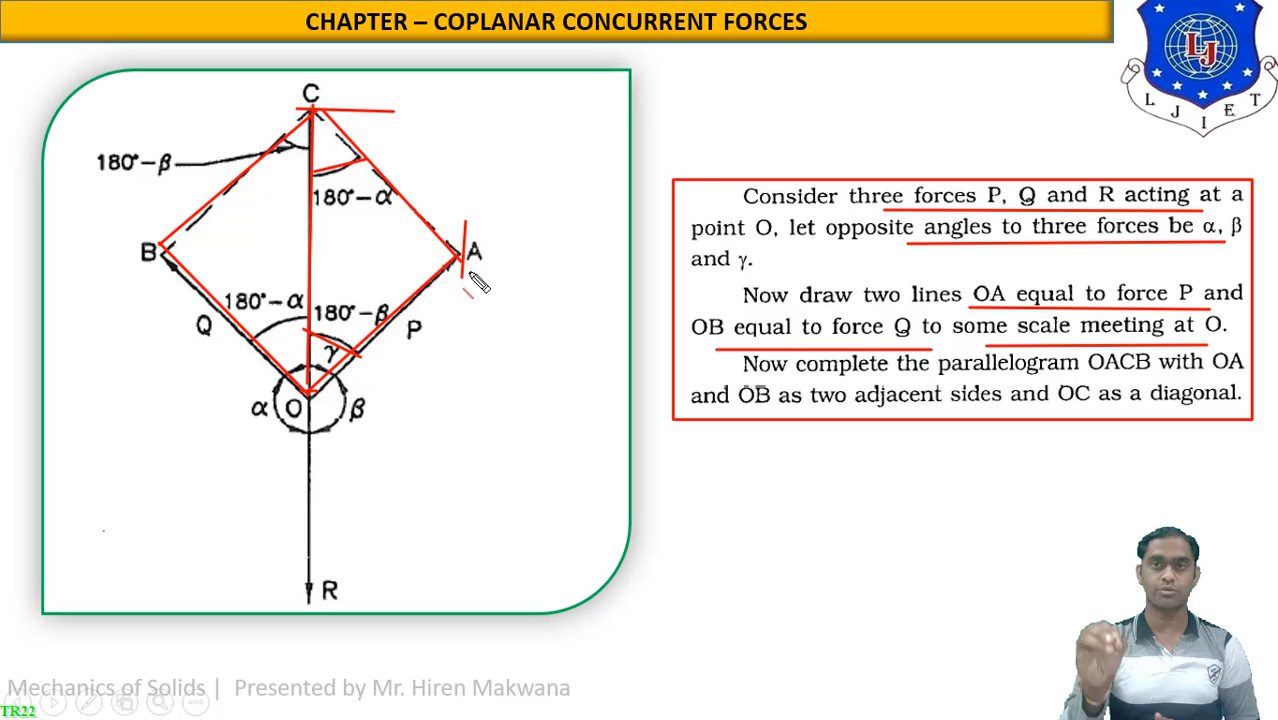 CHAPTER – COPLANAR CONCURRENT FORCES
LJ
L J I E T
C
180°-β
180°-α
B
A
180°-α
180°-β
Q
P
γ
α
O
β
R
Consider three forces P, Q and R acting at a
point O, let opposite angles to three forces be α, β
and γ.
Now draw two lines OA equal to force P and
OB equal to force Q to some scale meeting at O.
Now complete the parallelogram OACB with OA
and OB as two adjacent sides and OC as a diagonal.
Mechanics of Solids | Presented by Mr. Hiren Makwana
TR22